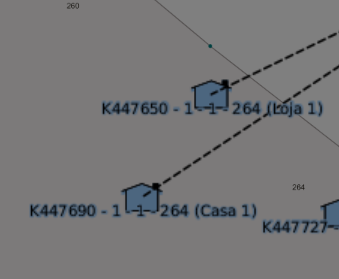 260
K447650 - 1 - 1 - 264 (Loja 1)
264
K447690 - 1 - 1 - 264 (Casa 1)
K447727-